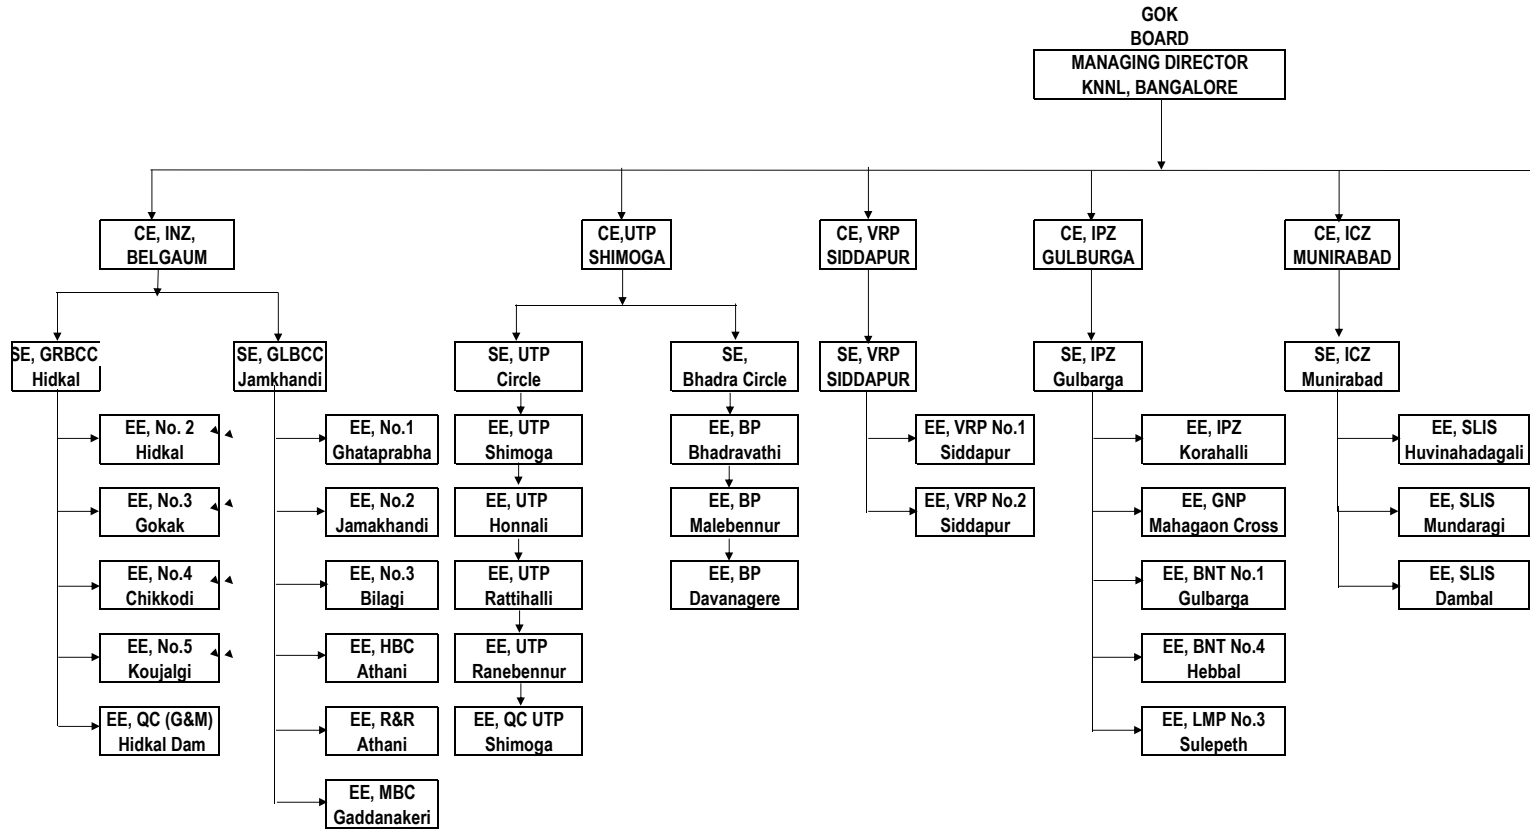 GOK
BOARD
MANAGING DIRECTOR
KNNL, BANGALORE
CE, INZ,
BELGAUM
CE,UTP
SHIMOGA
CE, VRP
SIDDAPUR
CE, IPZ
GULBURGA
CE, ICZ
MUNIRABAD
SE, GRBCC
Hidkal
SE, GLBCC
Jamkhandi
SE, UTP
Circle
SE,
Bhadra Circle
SE, VRP
SIDDAPUR
SE, IPZ
Gulbarga
SE, ICZ
Munirabad
EE, No. 2
Hidkal
EE, No.1
Ghataprabha
EE, UTP
Shimoga
EE, BP
Bhadravathi
EE, VRP No.1
Siddapur
EE, IPZ
Korahalli
EE, SLIS
Huvinahadagali
EE, No.3
Gokak
EE, No.2
Jamakhandi
EE, UTP
Honnali
EE, BP
Malebennur
EE, VRP No.2
Siddapur
EE, GNP
Mahagaon Cross
EE, SLIS
Mundaragi
EE, No.4
Chikkodi
EE, No.3
Bilagi
EE, UTP
Rattihalli
EE, BP
Davanagere
EE, BNT No.1
Gulbarga
EE, SLIS
Dambal
EE, No.5
Koujalgi
EE, HBC
Athani
EE, UTP
Ranebennur
EE, BNT No.4
Hebbal
EE, QC (G&M)
Hidkal Dam
EE, R&R
Athani
EE, QC UTP
Shimoga
EE, LMP No.3
Sulepeth
EE, MBC
Gaddanakeri